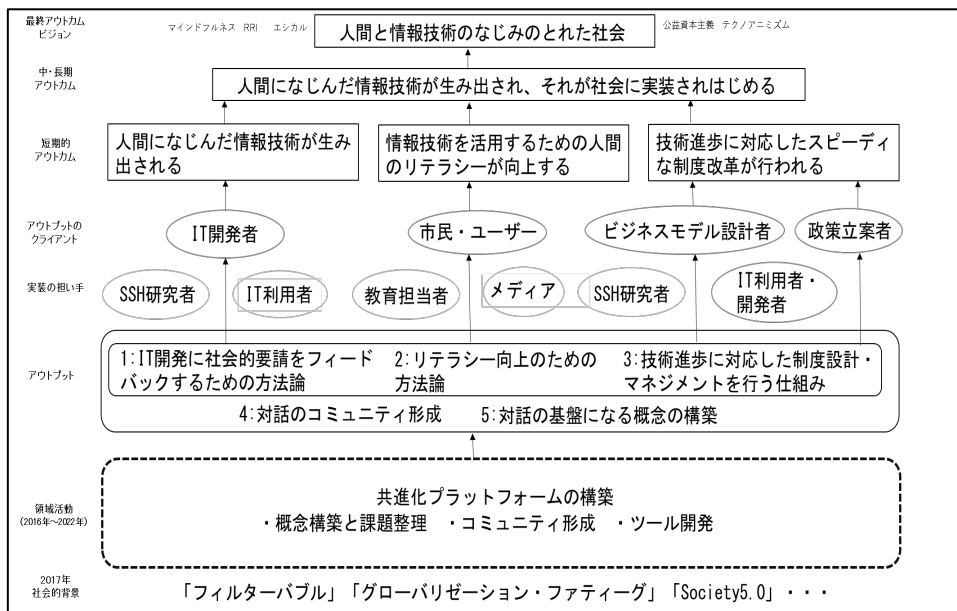 最終アウトカム
ビジョン
マインドフルネス RRI エシカル
人間と情報技術のなじみのとれた社会
公益資本主義 テクノアニミズム
中・長期
アウトカム
人間になじんだ情報技術が生み出され、それが社会に実装されはじめる
短期的
アウトカム
人間になじんだ情報技術が生み
出される
情報技術を活用するための人間
のリテラシーが向上する
技術進歩に対応したスピーディ
な制度改革が行われる
アウトプットの
クライアント
IT開発者
市民・ユーザー
ビジネスモデル設計者
政策立案者
実装の担い手
SSH研究者
IT利用者
教育担当者
メディア
SSH研究者
IT利用者・
開発者
アウトプット
1:IT開発に社会的要請をフィード
バックするための方法論
2:リテラシー向上のための
方法論
3:技術進歩に対応した制度設計・
マネジメントを行う仕組み
4:対話のコミュニティ形成
5:対話の基盤になる概念の構築
領域活動
(2016年~2022年)
共進化プラットフォームの構築
・概念構築と課題整理 ・コミュニティ形成 ・ツール開発
2017年
社会的背景
「フィルターバブル」「グローバリゼーション・ファティーグ」「Society5.0」・・・